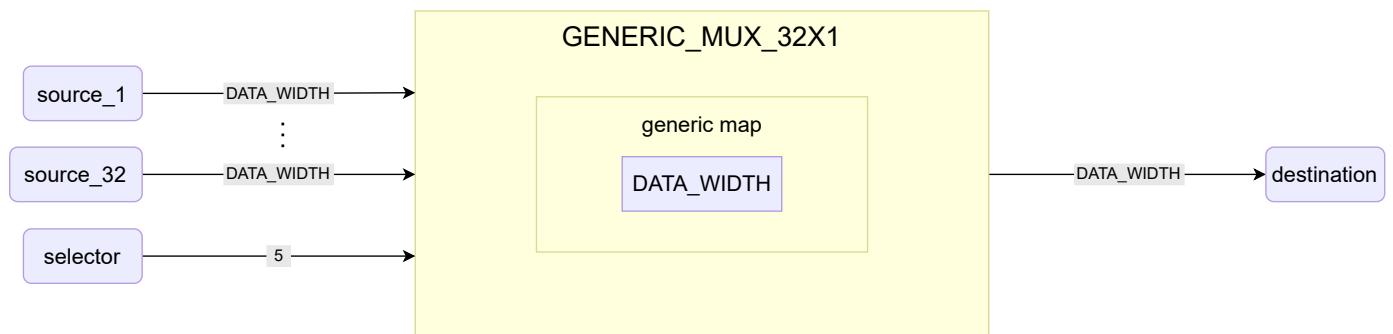 GENERIC_MUX_32X1
source_1
DATA_WIDTH
⋮
source_32
DATA_WIDTH
selector
5
generic map
DATA_WIDTH
DATA_WIDTH
destination